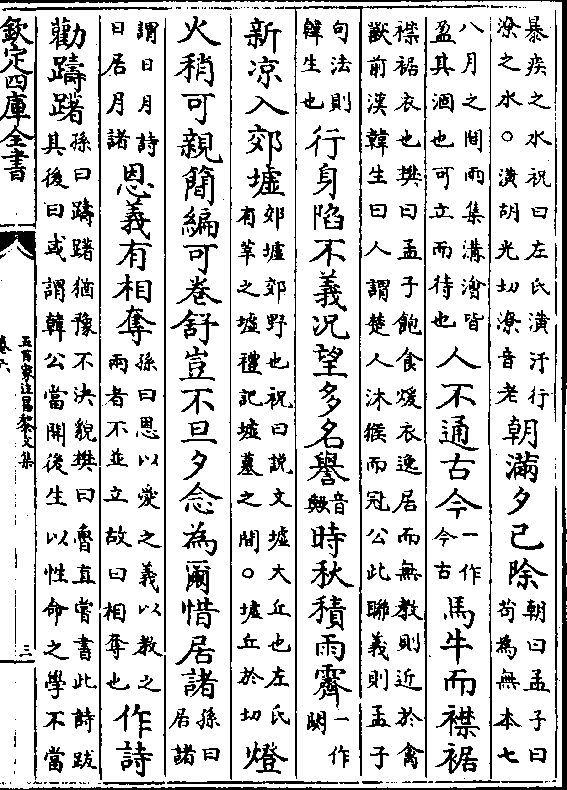 暴疾之水祝曰左氏潢汙行
潦之水○潢胡光切潦音老
朝滿夕已除
朝曰孟子曰
苟為無本七
八月之間雨集溝澮皆
盈其涸也可立而待也
人不通古今
一作
今古
馬牛而襟裾
襟裾衣也樊曰孟子飽食煖衣逸居而無教則近於禽
獸前漢韓生曰人謂楚人沐猴而冠公此聯義則孟子
句法則
韓生也
行身陷不義况望多名譽
音
時秋積雨霽
一作
新凉入郊墟
郊墟郊野也祝曰説文墟大丘也左氏
有莘之墟禮記墟墓之間○墟丘於切
燈
火稍可親簡編可卷舒豈不旦夕念為爾惜居諸
孫曰
居諸
謂日月詩
日居月諸
恩義有相奪
孫曰恩以愛之義以教之
兩者不並立故曰相奪也
作詩
勸躊躇
孫曰躊躇猶豫不決貌樊曰魯直嘗書此詩跋
其後曰或謂韓公當開後生以性命之學不當
欽定四庫全書
五百家注昌黎文集
三